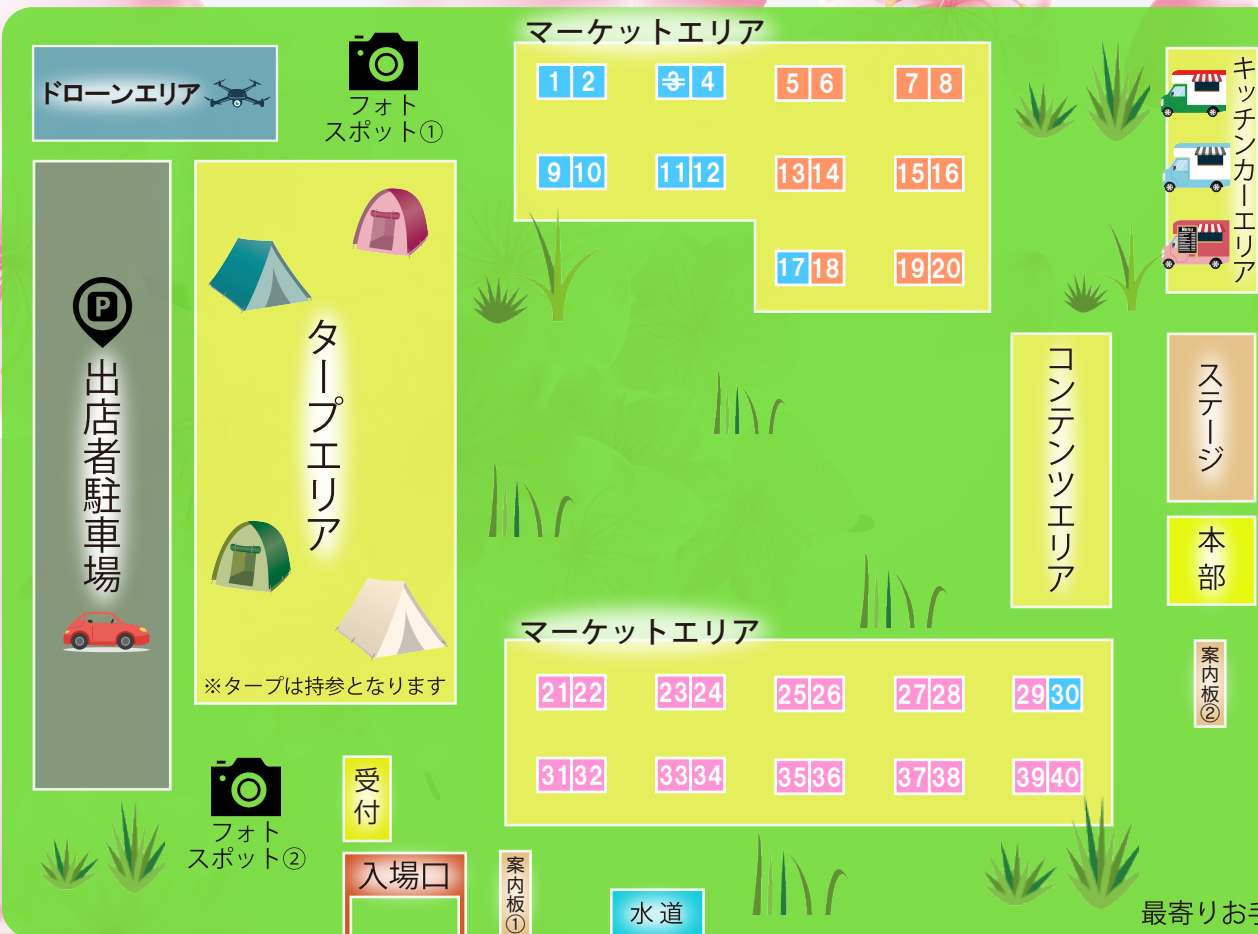 マーケットエリア
ドローンエリア
フォト
スポット①
1 2 3 4 5 6 7 8
9 10 11 12 13 14 15 16
17 18 19 20
キッチンカーエリア
P
出店者駐車場
タープエリア
※タープは持参となります
コンテンツエリア
ステージ
本部
案内板②
マーケットエリア
21 22 23 24 25 26 27 28 29 30
31 32 33 34 35 36 37 38 39 40
フォト
スポット②
受付
入場口
案内板①
水道
最寄りお手